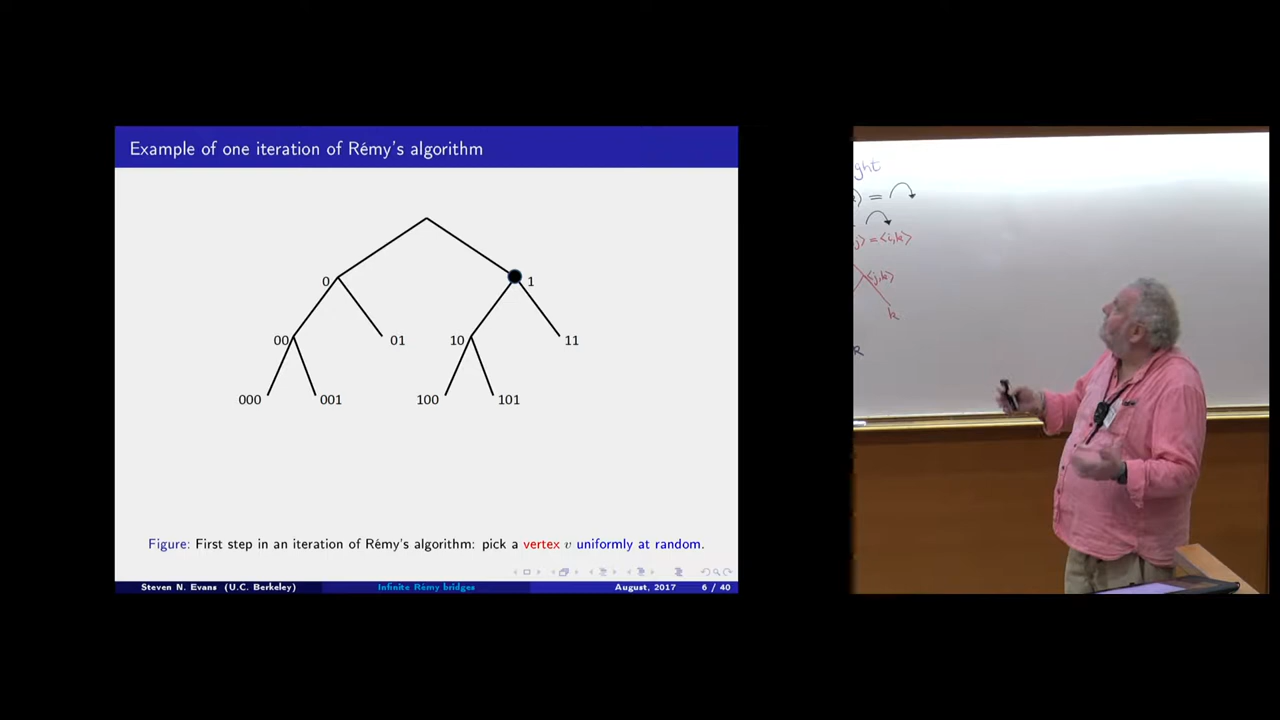 Example of one iteration of Rémy's algorithm
0
1
00
01
10
11
000
001
100
101
Figure: First step in an iteration of Rémy's algorithm: pick a vertex v uniformly at random.
Steven N. Evans (U.C. Berkeley) Infinite Rémy bridges August, 2017 6 / 40
ght
) =
j⟩ = ⟨i,k⟩
⟨j,k⟩
k
R